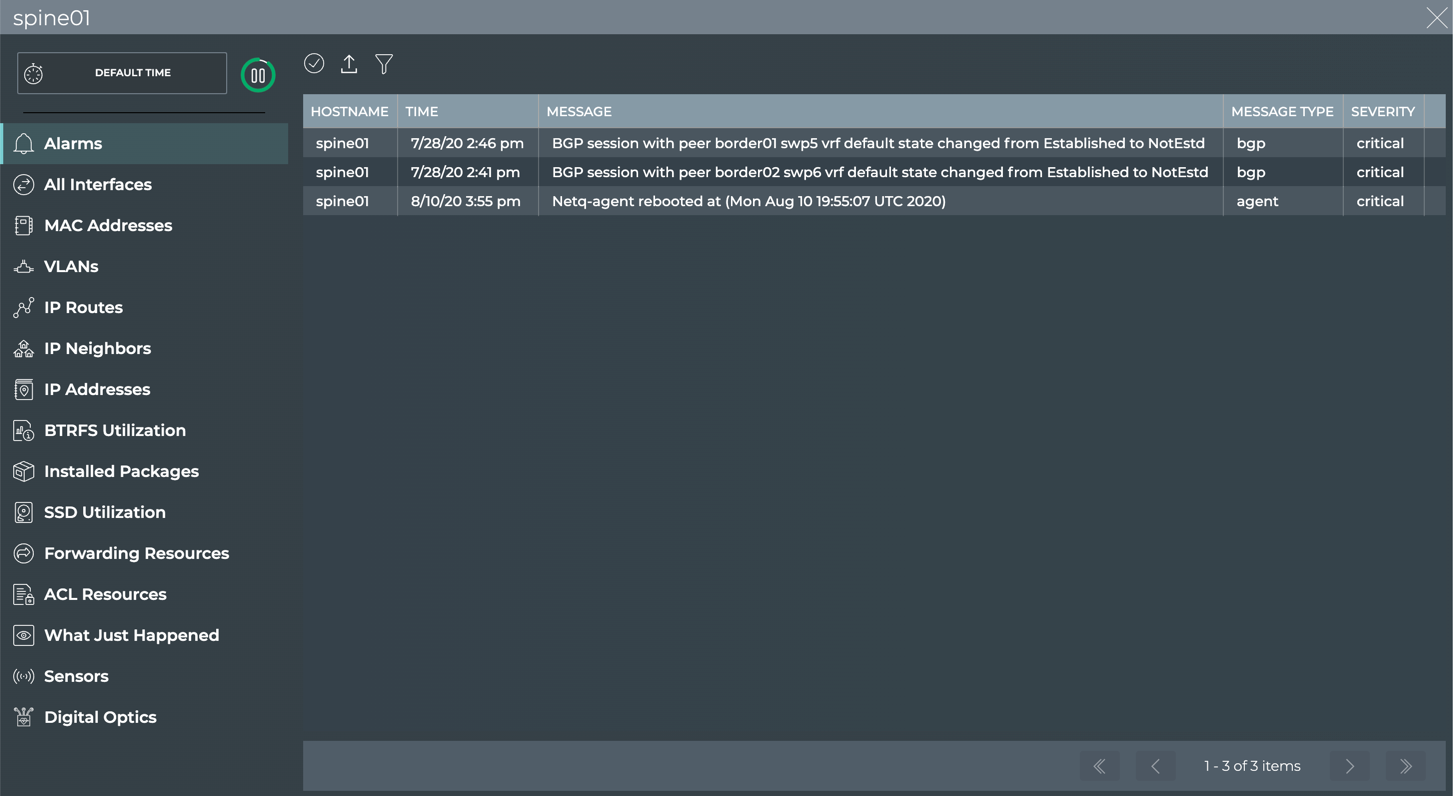 spine01
DEFAULT TIME
Alarms
All Interfaces
MAC Addresses
VLANs
IP Routes
IP Neighbors
IP Addresses
BTRFS Utilization
Installed Packages
SSD Utilization
Forwarding Resources
ACL Resources
What Just Happened
Sensors
Digital Optics
HOSTNAME TIME MESSAGE MESSAGE TYPE SEVERITY
spine01 7/28/20 2:46 pm BGP session with peer border01 swp5 vrf default state changed from Established to NotEstd bgp critical
spine01 7/28/20 2:41 pm BGP session with peer border02 swp6 vrf default state changed from Established to NotEstd bgp critical
spine01 8/10/20 3:55 pm Netq-agent rebooted at (Mon Aug 10 19:55:07 UTC 2020) agent critical
1 - 3 of 3 items